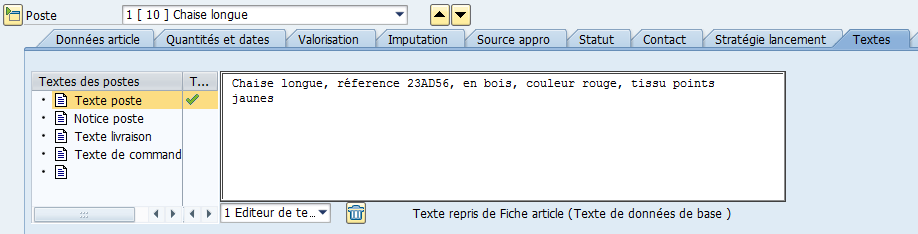 Poste 1 [ 10 ] Chaise longue
Données article Quantités et dates Valorisation Imputation Source appro Statut Contact Stratégie lancement Textes
Textes des postes T...
Texte poste
Notice poste
Texte livraison
Texte de command
Chaise longue, réference 23AD56, en bois, couleur rouge, tissu points
jaunes
1 Editeur de te... Texte repris de Fiche article (Texte de données de base )